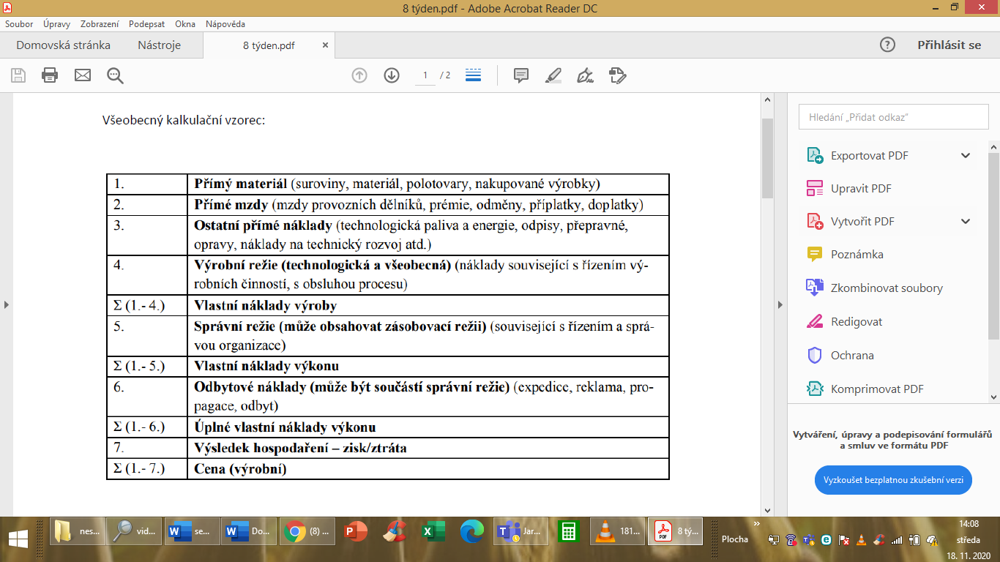 8 týden.pdf - Adobe Acrobat Reader DC
Soubor Úpravy Zobrazení Podepsat Okna Nápověda
Domovská stránka Nástroje 8 týden.pdf × Přihlásit se
1 / 2
Všeobecný kalkulační vzorec:
1. Přímý materiál (suroviny, materiál, polotovary, nakupované výrobky)
2. Přímé mzdy (mzdy provozních dělníků, prémie, odměny, příplatky, doplatky)
3. Ostatní přímé náklady (technologická paliva a energie, odpisy, přepravné,
opravy, náklady na technický rozvoj atd.)
4. Výrobní režie (technologická a všeobecná) (náklady související s řízením vý-
robních činností, s obsluhou procesu)
Σ (1.- 4.) Vlastní náklady výroby
5. Správní režie (může obsahovat zásobovací režii) (související s řízením a sprá-
vou organizace)
Σ (1.- 5.) Vlastní náklady výkonu
6. Odbytové náklady (může být součástí správní režie) (expedice, reklama, pro-
pagace, odbyt)
Σ (1.- 6.) Úplné vlastní náklady výkonu
7. Výsledek hospodaření – zisk/ztráta
Σ (1.- 7.) Cena (výrobní)
Hledání „Přidat odkaz"
Exportovat PDF
Upravit PDF
Vytvořit PDF
Poznámka
Zkombinovat soubory
Redigovat
Ochrana
Komprimovat PDF
Vytváření, úpravy a podepisování formulářů
a smluv ve formátu PDF
Vyzkoušet bezplatnou zkušební verzi
nes... vid... se... Do... (8) ... Jar... 181... 8 tý... Plocha
14:08
středa
18. 11. 2020